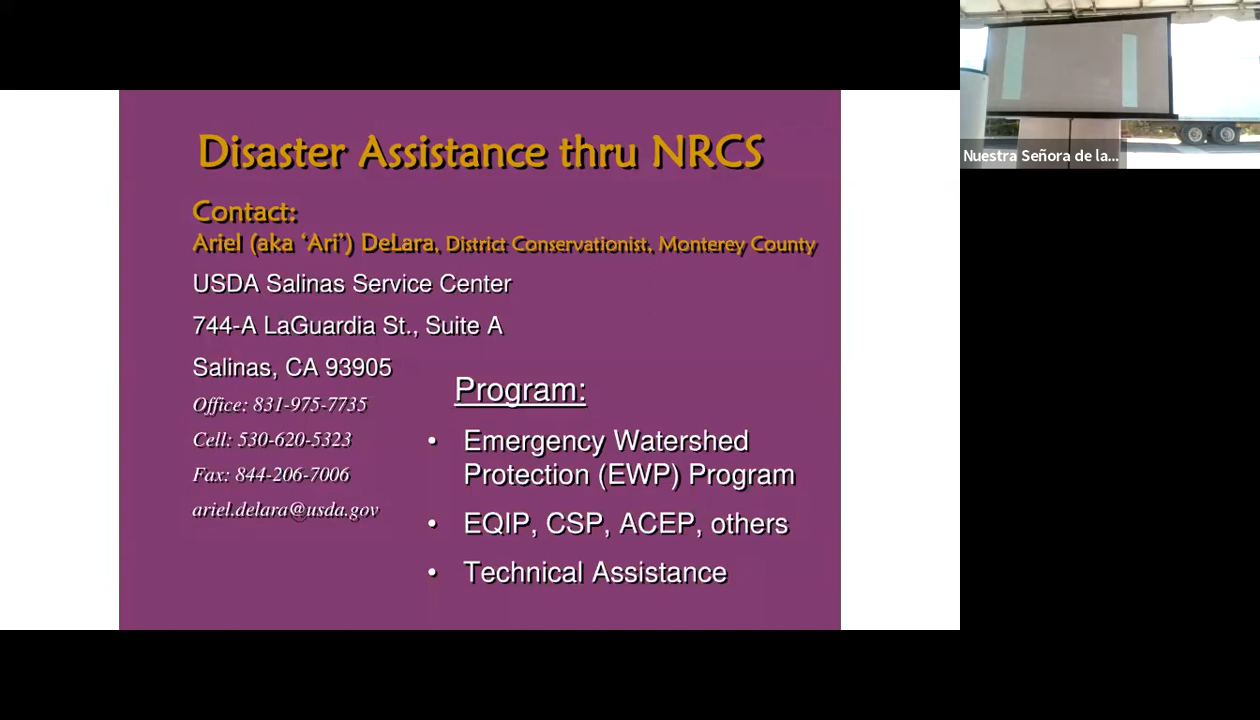 Disaster Assistance thru NRCS
Contact:
Ariel (aka ‘Ari’) DeLara, District Conservationist, Monterey County
USDA Salinas Service Center
744-A LaGuardia St., Suite A
Salinas, CA 93905
Office: 831-975-7735
Cell: 530-620-5323
Fax: 844-206-7006
ariel.delara@usda.gov
Program:
• Emergency Watershed
Protection (EWP) Program
• EQIP, CSP, ACEP, others
• Technical Assistance
Nuestra Señora de la...